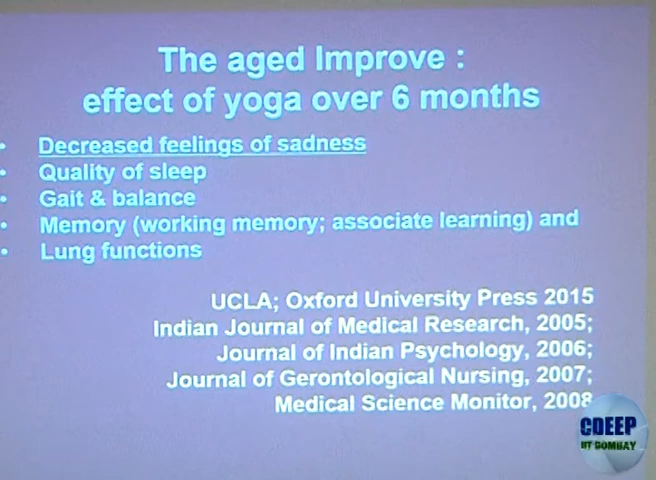 The aged Improve :
effect of yoga over 6 months
• Decreased feelings of sadness
• Quality of sleep
• Gait & balance
• Memory (working memory; associate learning) and
• Lung functions
UCLA; Oxford University Press 2015
Indian Journal of Medical Research, 2005;
Journal of Indian Psychology, 2006;
Journal of Gerontological Nursing, 2007;
Medical Science Monitor, 2008
CDEEP
IIT BOMBAY